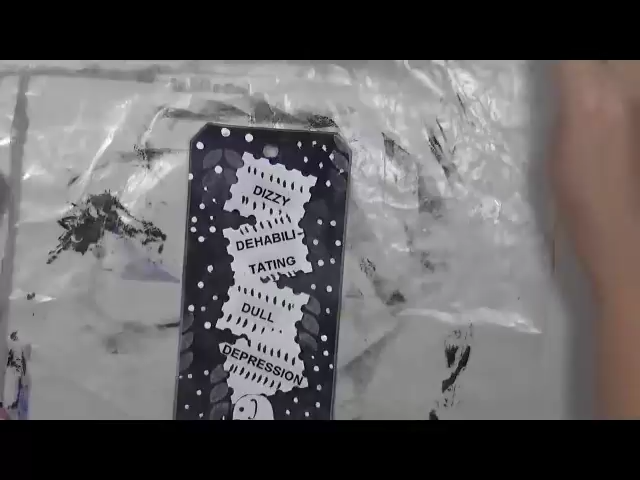 DIZZY
DEHABILI-
TATING
DULL
DEPRESSION